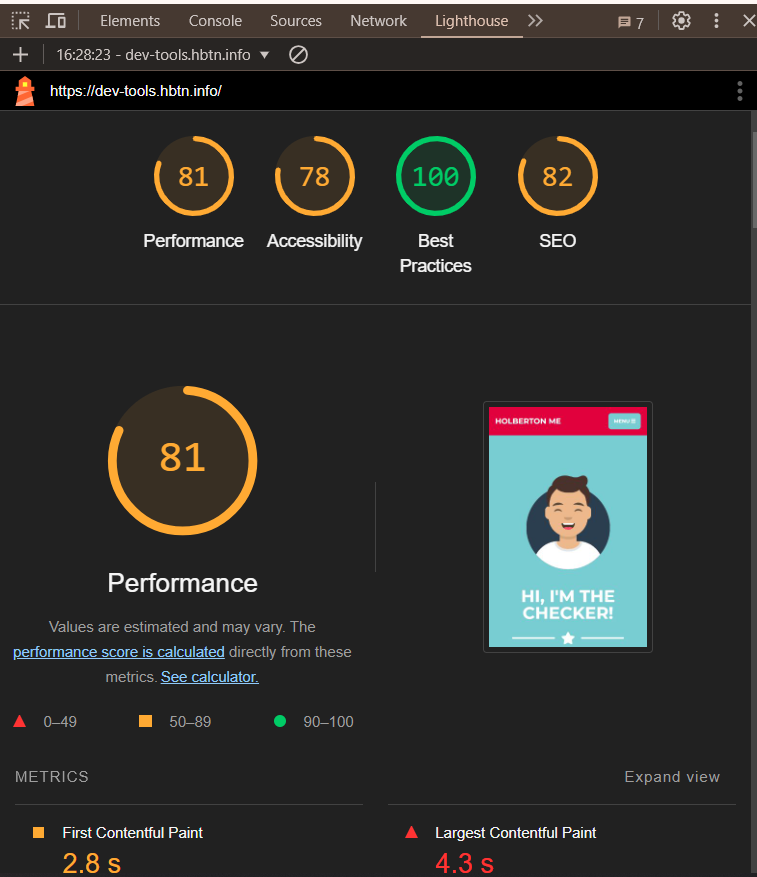 Elements Console Sources Network Lighthouse 7
16:28:23 - dev-tools.hbtn.info
https://dev-tools.hbtn.info/
81 78 100 82
Performance Accessibility Best Practices SEO
81
Performance
Values are estimated and may vary. The
performance score is calculated directly from these
metrics. See calculator.
0–49 50–89 90–100
HOLBERTON ME MENU
HI, I'M THE
CHECKER!
METRICS Expand view
First Contentful Paint
2.8 s
Largest Contentful Paint
4.3 s